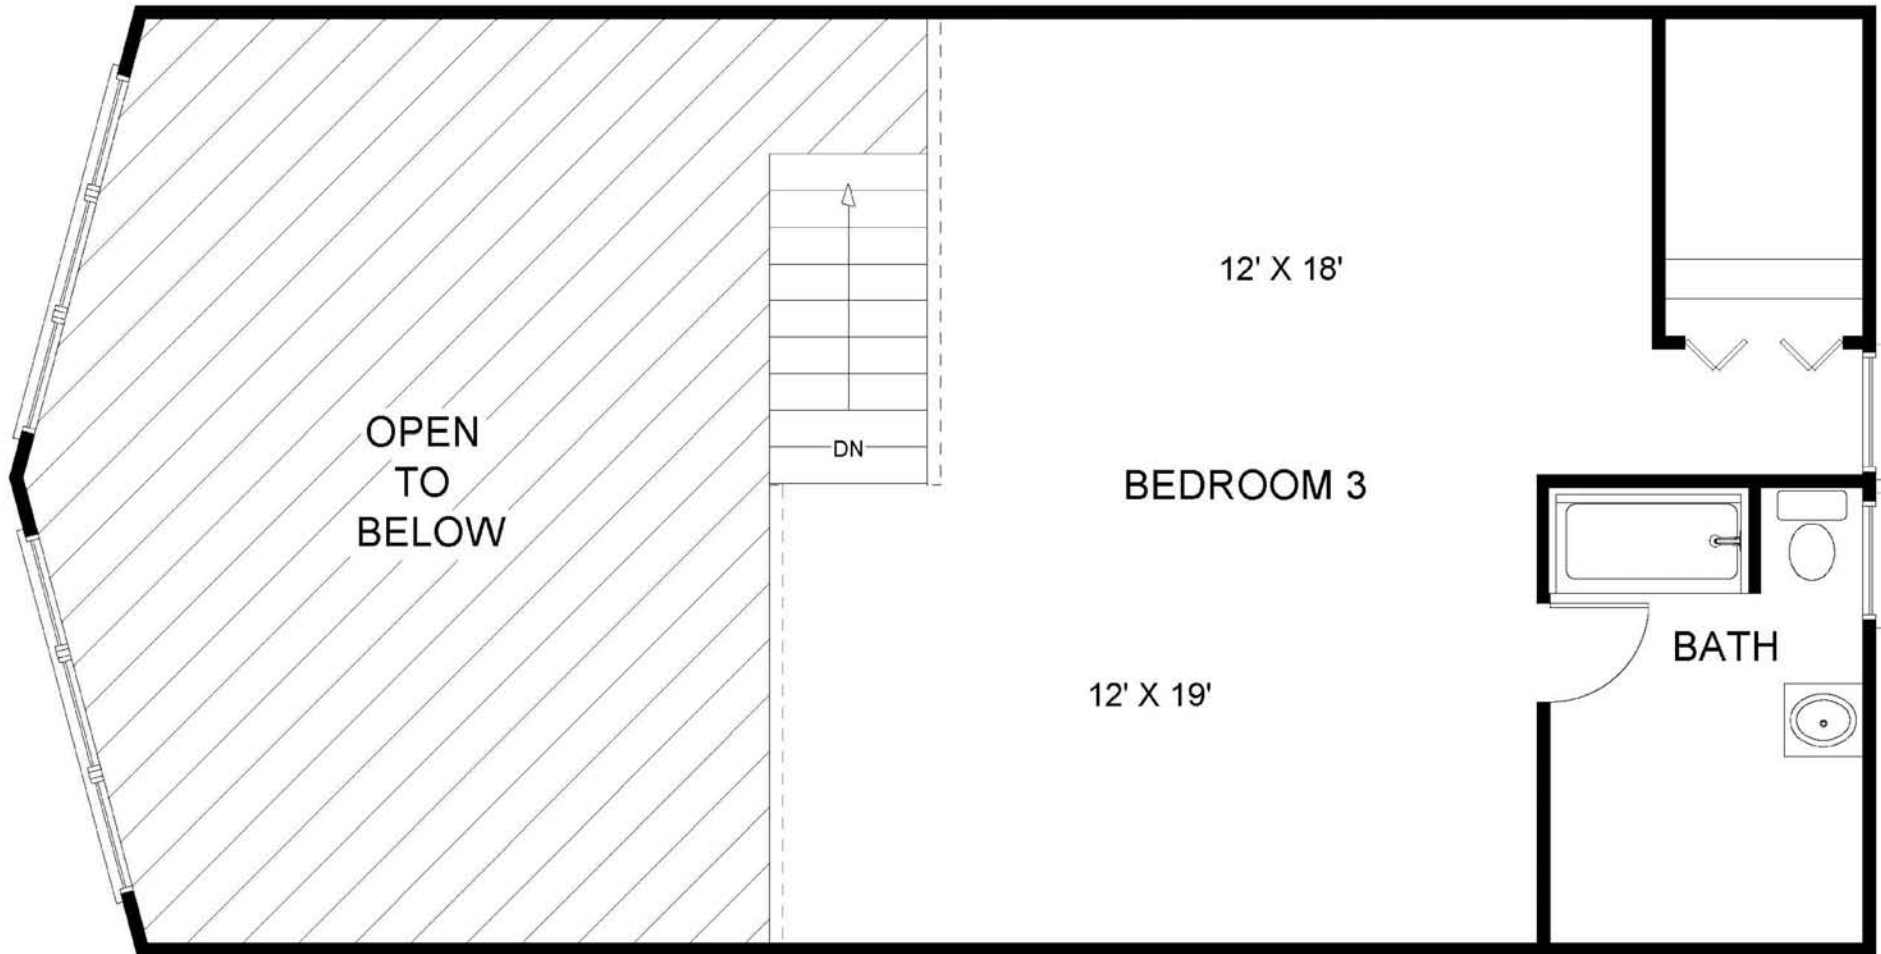 12' X 18'
OPEN
TO
BELOW
DN
BEDROOM 3
BATH
12' X 19'